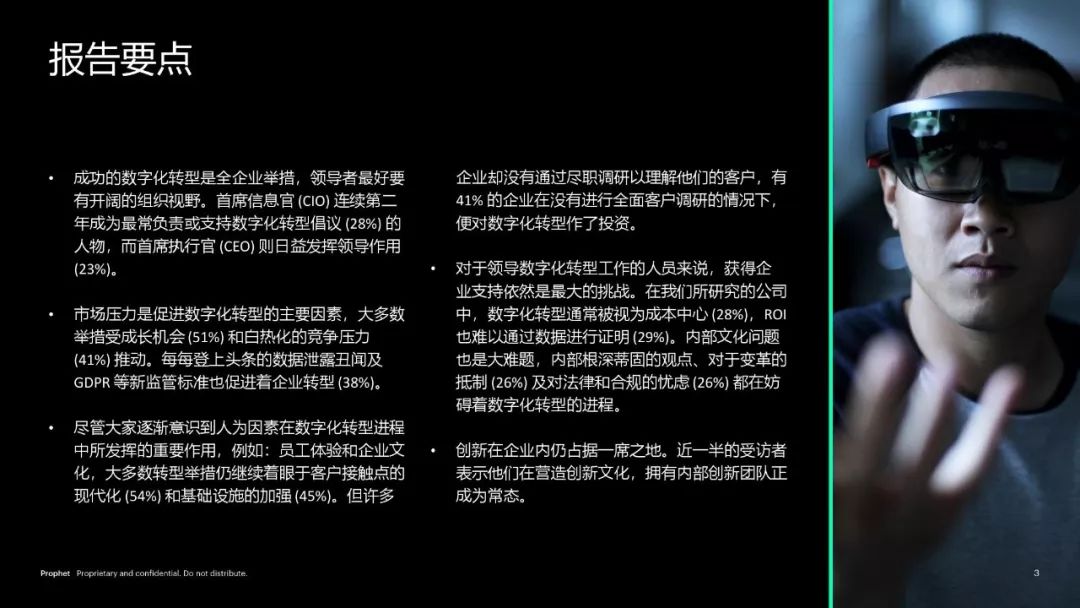 报告要点
• 成功的数字化转型是全企业举措，领导者最好要
有开阔的组织视野。首席信息官 (CIO) 连续第二
年成为最常负责或支持数字化转型倡议 (28%) 的
人物，而首席执行官 (CEO) 则日益发挥领导作用
(23%)。
• 市场压力是促进数字化转型的主要因素，大多数
举措受成长机会 (51%) 和白热化的竞争压力
(41%) 推动。每每登上头条的数据泄露丑闻及
GDPR 等新监管标准也促进着企业转型 (38%)。
• 尽管大家逐渐意识到人为因素在数字化转型进程
中所发挥的重要作用，例如：员工体验和企业文
化，大多数转型举措仍继续着眼于客户接触点的
现代化 (54%) 和基础设施的加强 (45%)。但许多
企业却没有通过尽职调研以理解他们的客户，有
41% 的企业在没有进行全面客户调研的情况下，
便对数字化转型作了投资。
• 对于领导数字化转型工作的人员来说，获得企
业支持依然是最大的挑战。在我们所研究的公司
中，数字化转型通常被视为成本中心 (28%)，ROI
也难以通过数据进行证明 (29%)。内部文化问题
也是大难题，内部根深蒂固的观点、对于变革的
抵制 (26%) 及对法律和合规的忧虑 (26%) 都在妨
碍着数字化转型的进程。
• 创新在企业内仍占据一席之地。近一半的受访者
表示他们在营造创新文化，拥有内部创新团队正
成为常态。
Prophet Proprietary and confidential. Do not distribute.
3